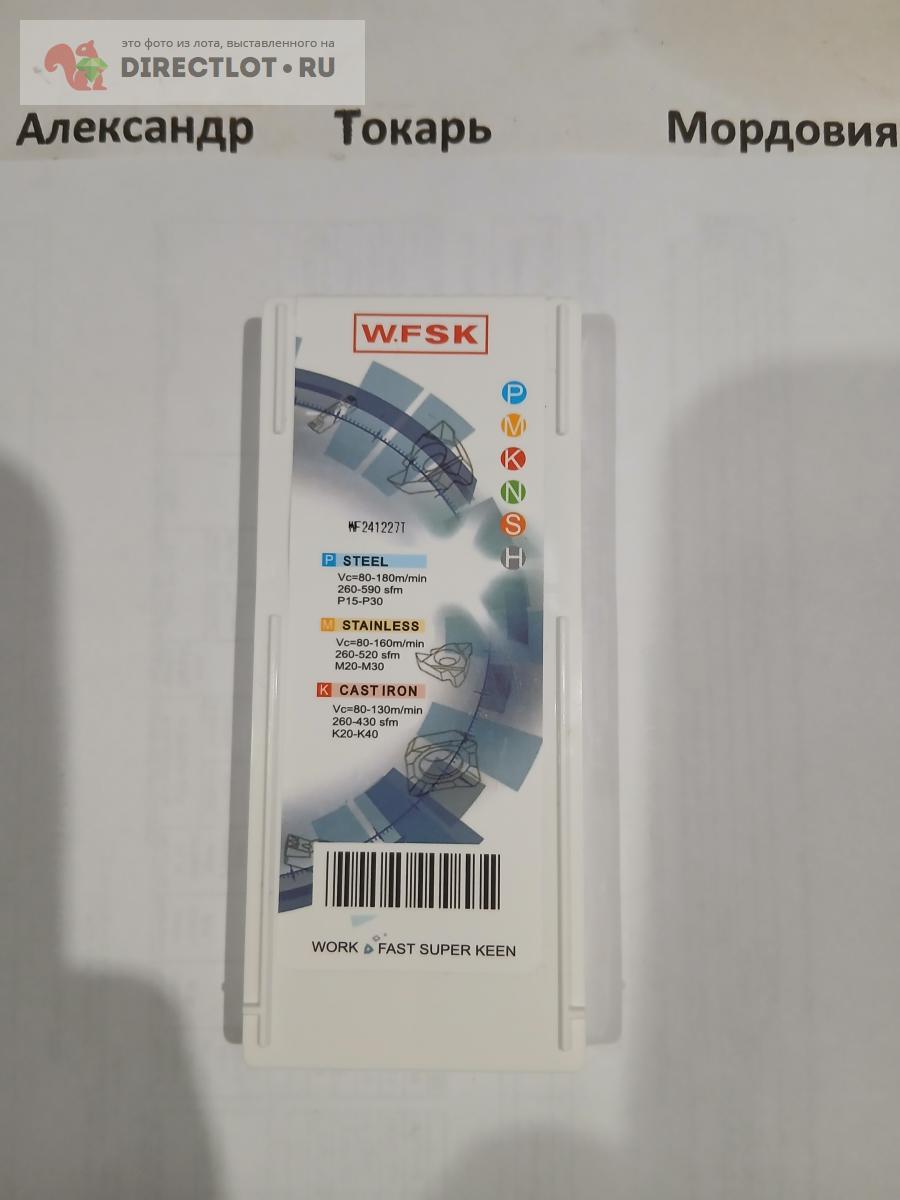 это фото из лота, выставленного на
DIRECTLOT•RU
Александр Токарь Мордовия
W.FSK
P
M
K
N
S
H
WF241227T
P STEEL
Vc=80-180m/min
260-590 sfm
P15-P30
M STAINLESS
Vc=80-160m/min
260-520 sfm
M20-M30
K CAST IRON
Vc=80-130m/min
260-430 sfm
K20-K40
WORK FAST SUPER KEEN